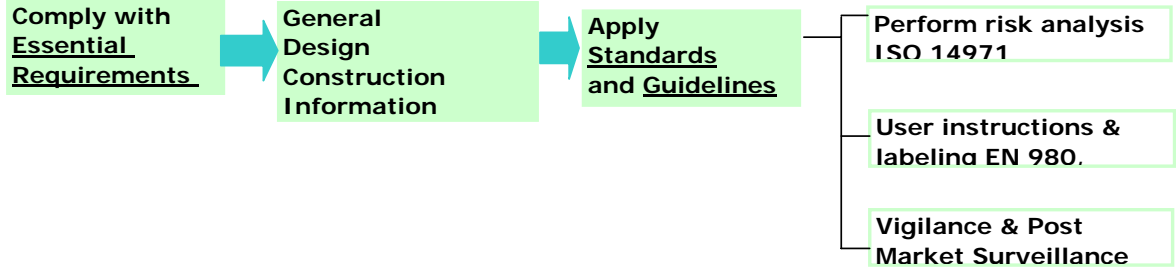 Comply with
Essential
Requirements
General
Design
Construction
Information
Apply
Standards
and Guidelines
Perform risk analysis
ISO 14971
User instructions &
labeling EN 980,
Vigilance & Post
Market Surveillance